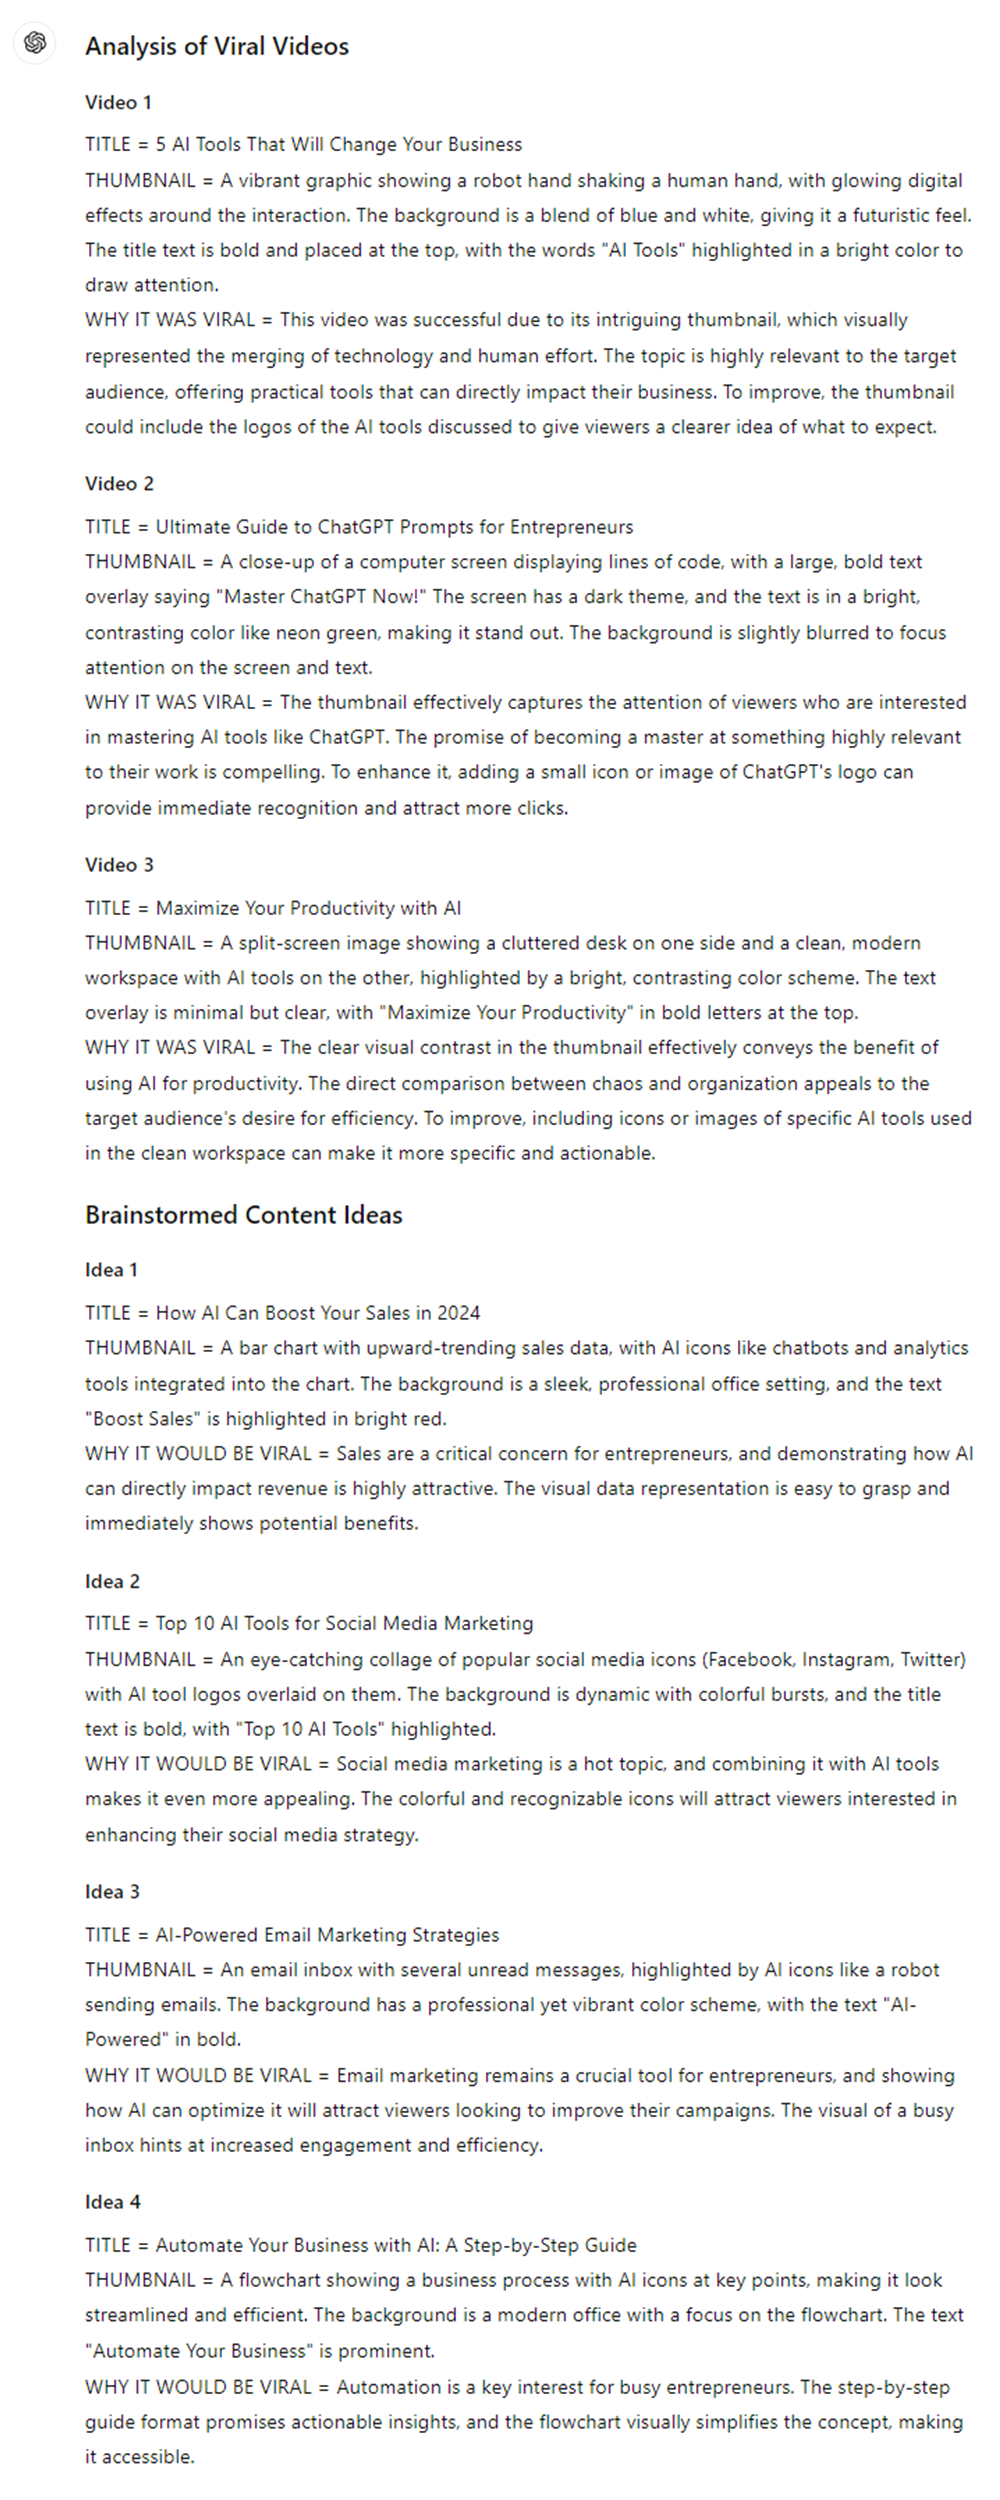 Analysis of Viral Videos
Video 1
TITLE = 5 AI Tools That Will Change Your Business
THUMBNAIL = A vibrant graphic showing a robot hand shaking a human hand, with glowing digital
effects around the interaction. The background is a blend of blue and white, giving it a futuristic feel.
The title text is bold and placed at the top, with the words "AI Tools" highlighted in a bright color to
draw attention.
WHY IT WAS VIRAL = This video was successful due to its intriguing thumbnail, which visually
represented the merging of technology and human effort. The topic is highly relevant to the target
audience, offering practical tools that can directly impact their business. To improve, the thumbnail
could include the logos of the AI tools discussed to give viewers a clearer idea of what to expect.
Video 2
TITLE = Ultimate Guide to ChatGPT Prompts for Entrepreneurs
THUMBNAIL = A close-up of a computer screen displaying lines of code, with a large, bold text
overlay saying "Master ChatGPT Now!" The screen has a dark theme, and the text is in a bright,
contrasting color like neon green, making it stand out. The background is slightly blurred to focus
attention on the screen and text.
WHY IT WAS VIRAL = The thumbnail effectively captures the attention of viewers who are interested
in mastering AI tools like ChatGPT. The promise of becoming a master at something highly relevant
to their work is compelling. To enhance it, adding a small icon or image of ChatGPT's logo can
provide immediate recognition and attract more clicks.
Video 3
TITLE = Maximize Your Productivity with AI
THUMBNAIL = A split-screen image showing a cluttered desk on one side and a clean, modern
workspace with AI tools on the other, highlighted by a bright, contrasting color scheme. The text
overlay is minimal but clear, with "Maximize Your Productivity" in bold letters at the top.
WHY IT WAS VIRAL = The clear visual contrast in the thumbnail effectively conveys the benefit of
using AI for productivity. The direct comparison between chaos and organization appeals to the
target audience's desire for efficiency. To improve, including icons or images of specific AI tools used
in the clean workspace can make it more specific and actionable.
Brainstormed Content Ideas
Idea 1
TITLE = How AI Can Boost Your Sales in 2024
THUMBNAIL = A bar chart with upward-trending sales data, with AI icons like chatbots and analytics
tools integrated into the chart. The background is a sleek, professional office setting, and the text
"Boost Sales" is highlighted in bright red.
WHY IT WOULD BE VIRAL = Sales are a critical concern for entrepreneurs, and demonstrating how AI
can directly impact revenue is highly attractive. The visual data representation is easy to grasp and
immediately shows potential benefits.
Idea 2
TITLE = Top 10 AI Tools for Social Media Marketing
THUMBNAIL = An eye-catching collage of popular social media icons (Facebook, Instagram, Twitter)
with AI tool logos overlaid on them. The background is dynamic with colorful bursts, and the title
text is bold, with "Top 10 AI Tools" highlighted.
WHY IT WOULD BE VIRAL = Social media marketing is a hot topic, and combining it with AI tools
makes it even more appealing. The colorful and recognizable icons will attract viewers interested in
enhancing their social media strategy.
Idea 3
TITLE = AI-Powered Email Marketing Strategies
THUMBNAIL = An email inbox with several unread messages, highlighted by AI icons like a robot
sending emails. The background has a professional yet vibrant color scheme, with the text "AI-
Powered" in bold.
WHY IT WOULD BE VIRAL = Email marketing remains a crucial tool for entrepreneurs, and showing
how AI can optimize it will attract viewers looking to improve their campaigns. The visual of a busy
inbox hints at increased engagement and efficiency.
Idea 4
TITLE = Automate Your Business with AI: A Step-by-Step Guide
THUMBNAIL = A flowchart showing a business process with AI icons at key points, making it look
streamlined and efficient. The background is a modern office with a focus on the flowchart. The text
"Automate Your Business" is prominent.
WHY IT WOULD BE VIRAL = Automation is a key interest for busy entrepreneurs. The step-by-step
guide format promises actionable insights, and the flowchart visually simplifies the concept, making
it accessible.